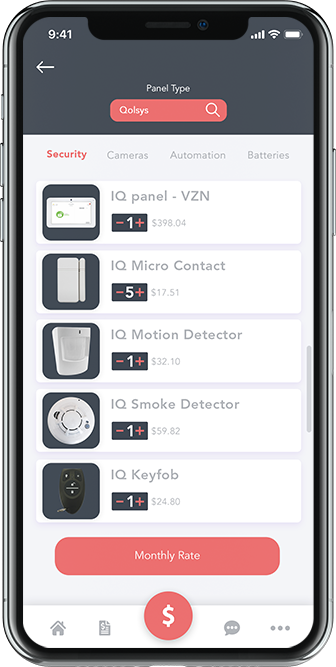 9:41
Panel Type
Qolsys
Security Cameras Automation Batteries
IQ panel - VZN
-1+ $398.04
IQ Micro Contact
-5+ $17.51
IQ Motion Detector
-1+ $32.10
IQ Smoke Detector
-1+ $59.82
IQ Keyfob
-1+ $24.80
Monthly Rate
$